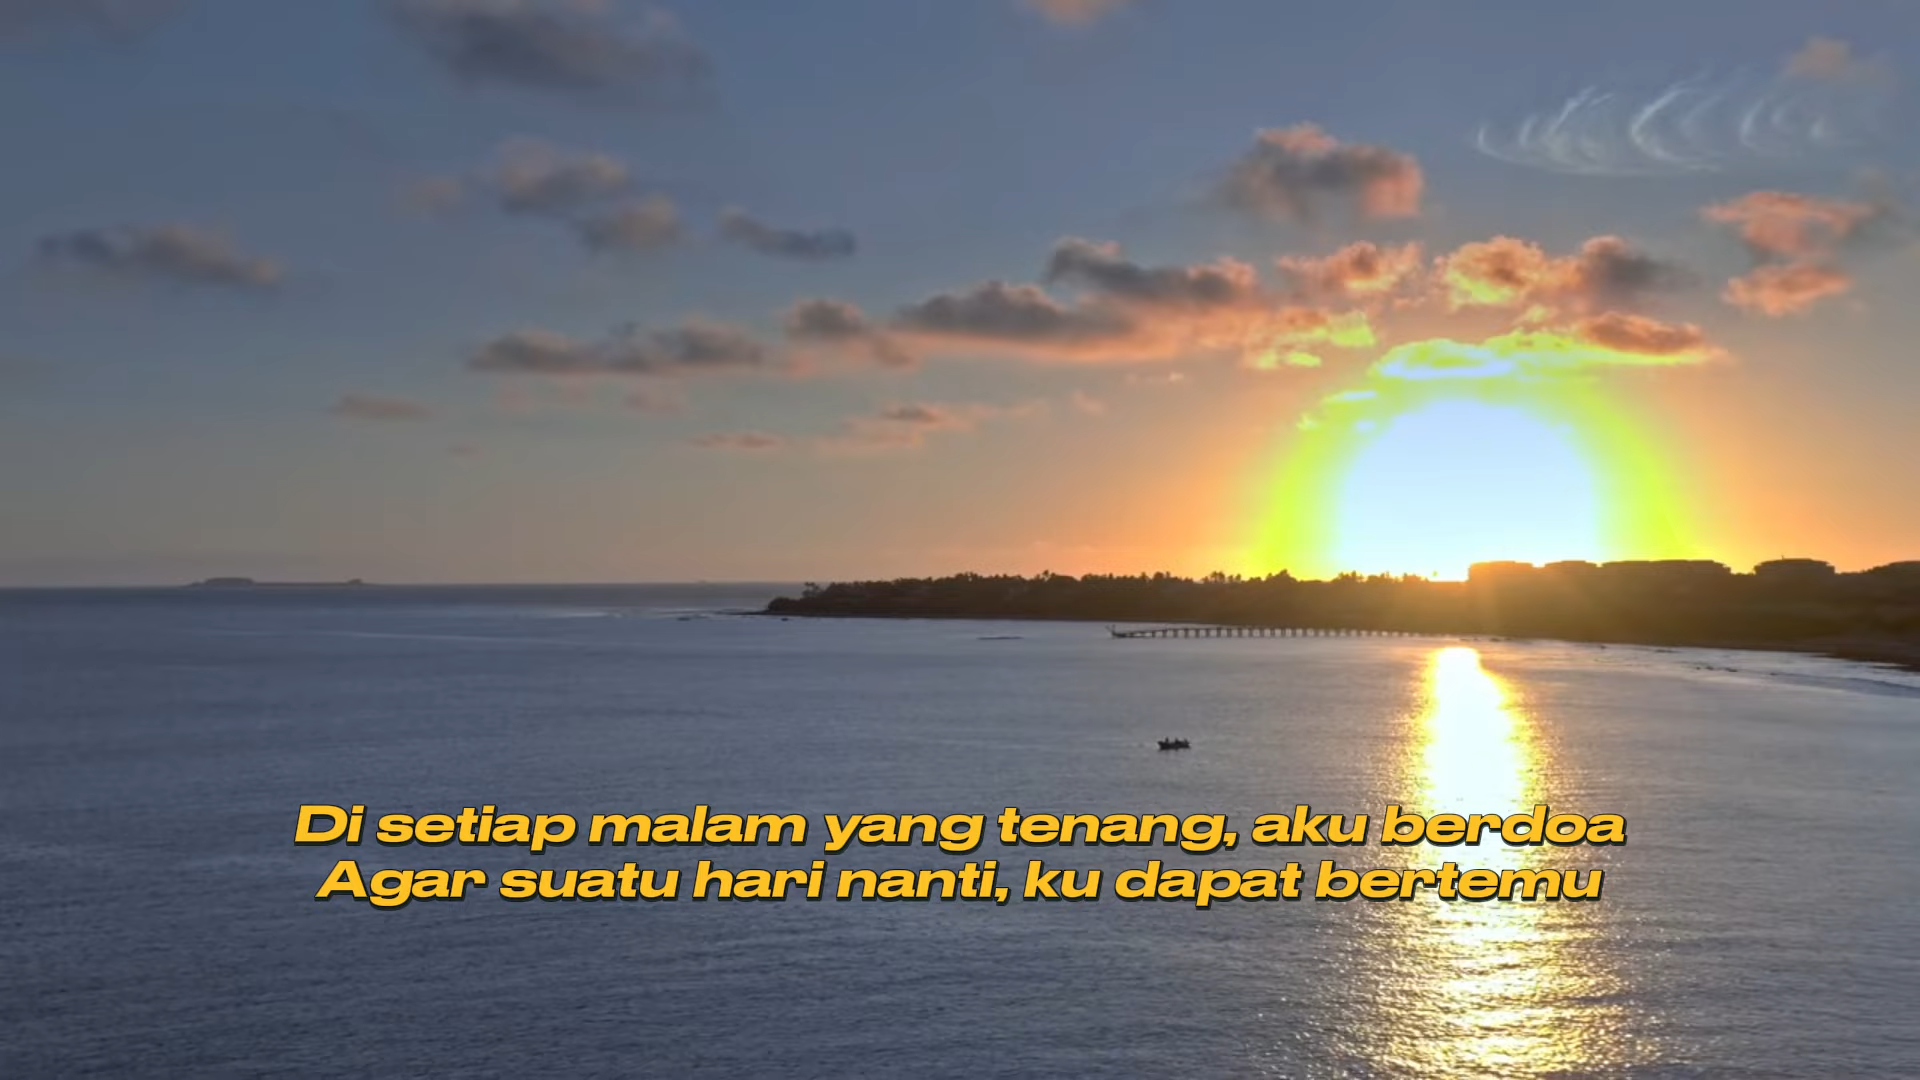 Di setiap malam yang tenang, aku berdoa
Agar suatu hari nanti, ku dapat bertemu